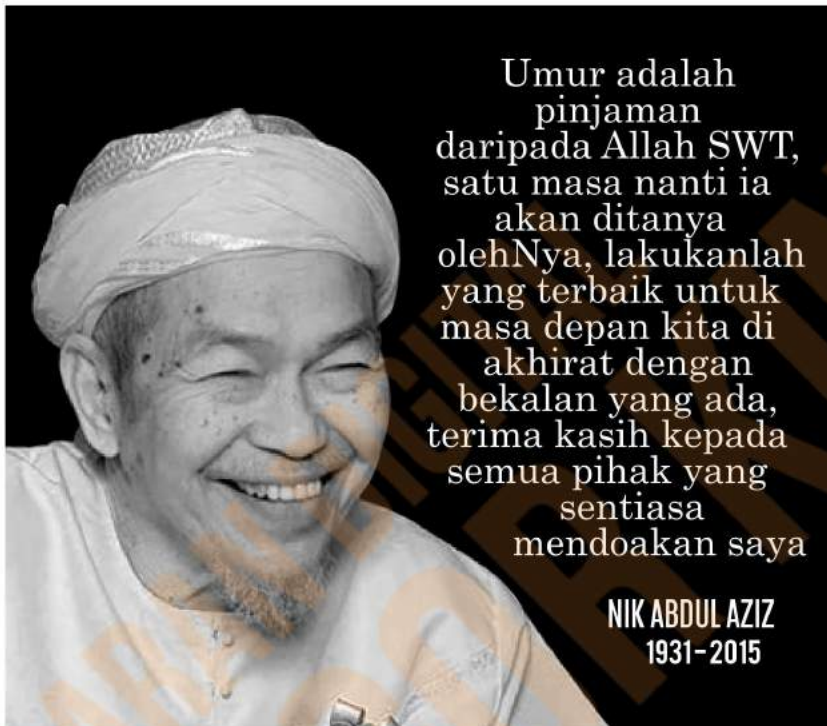 Umur adalah
pinjaman
daripada Allah SWT,
satu masa nanti ia
akan ditanya
olehNya, lakukanlah
yang terbaik untuk
masa depan kita di
akhirat dengan
bekalan yang ada,
terima kasih kepada
semua pihak yang
sentiasa
mendoakan saya
NIK ABDUL AZIZ
1931-2015